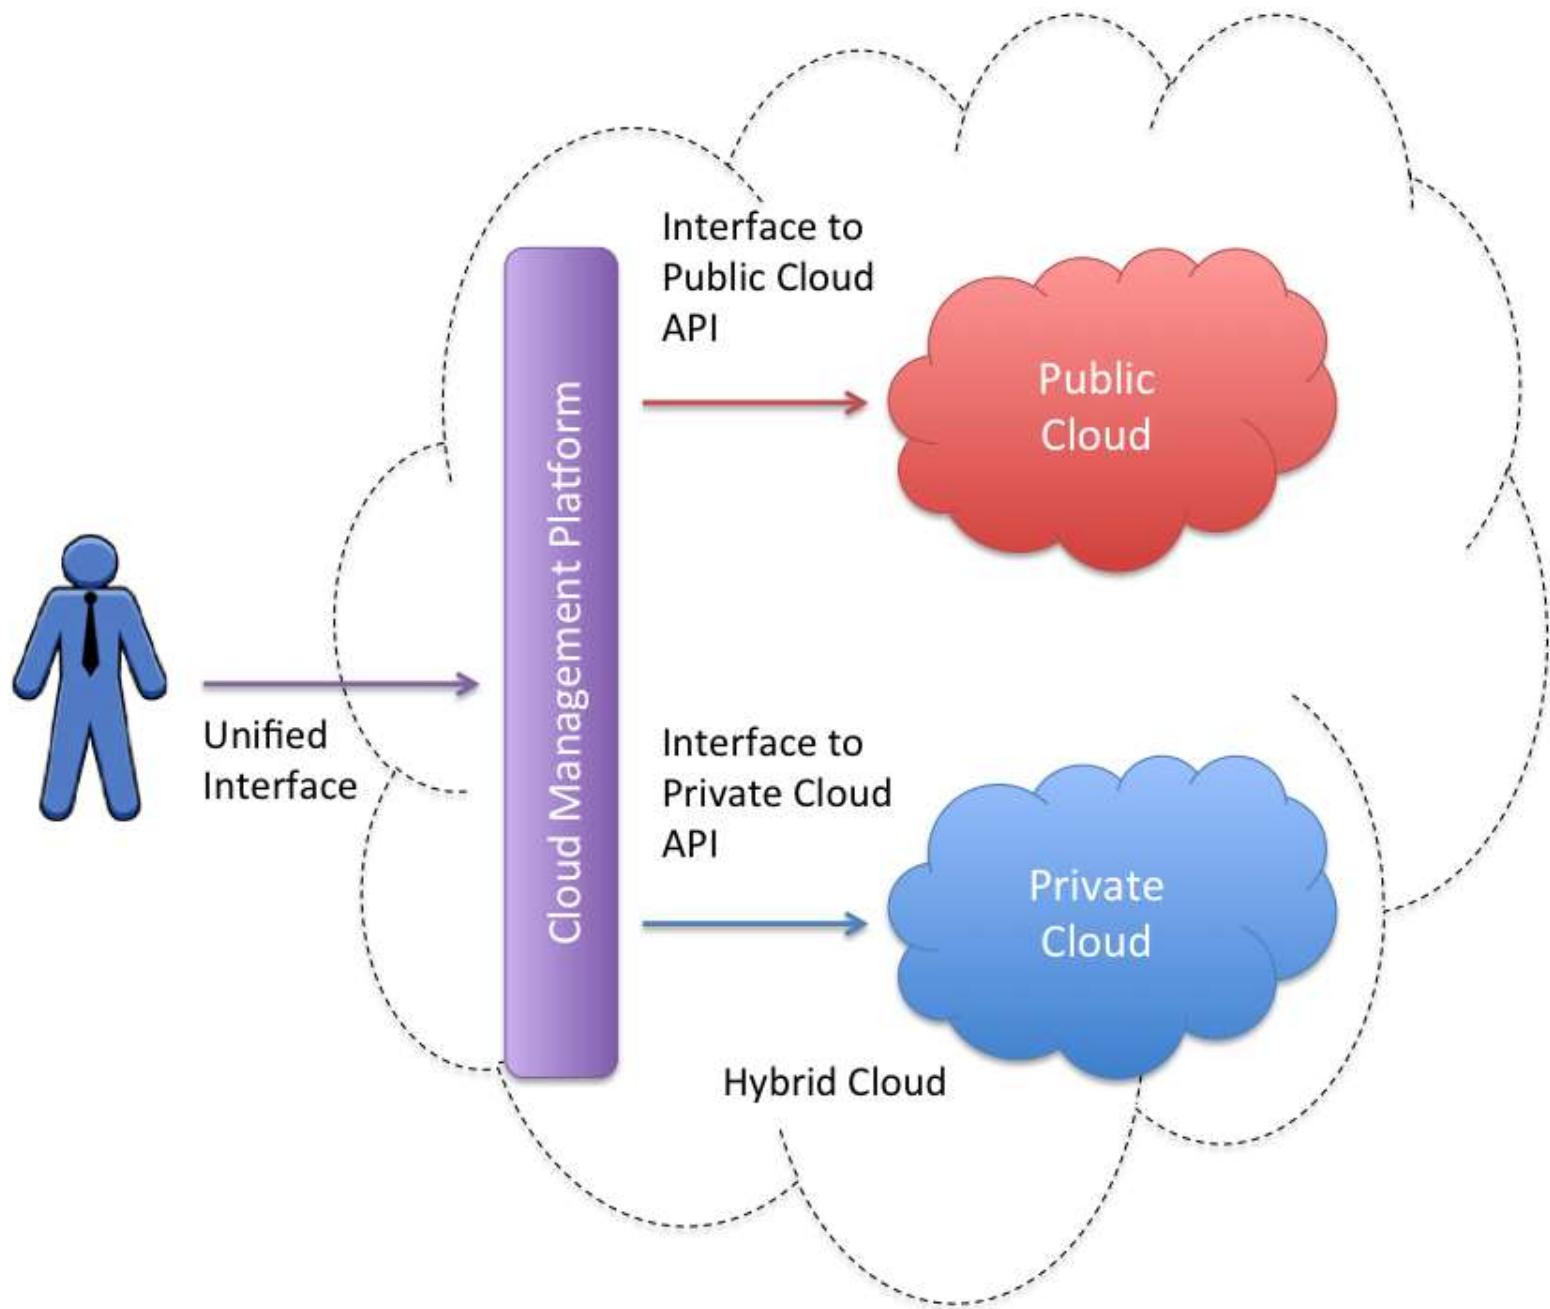 Interface to
Public Cloud
API
Public
Cloud
Cloud Management Platform
Unified
Interface
Interface to
Private Cloud
API
Private
Cloud
Hybrid Cloud